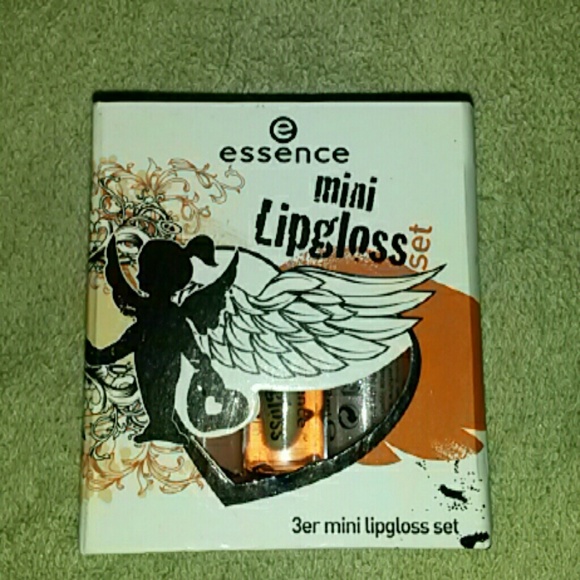 e
essence
mini
Lipgloss
set
3er mini lipgloss set